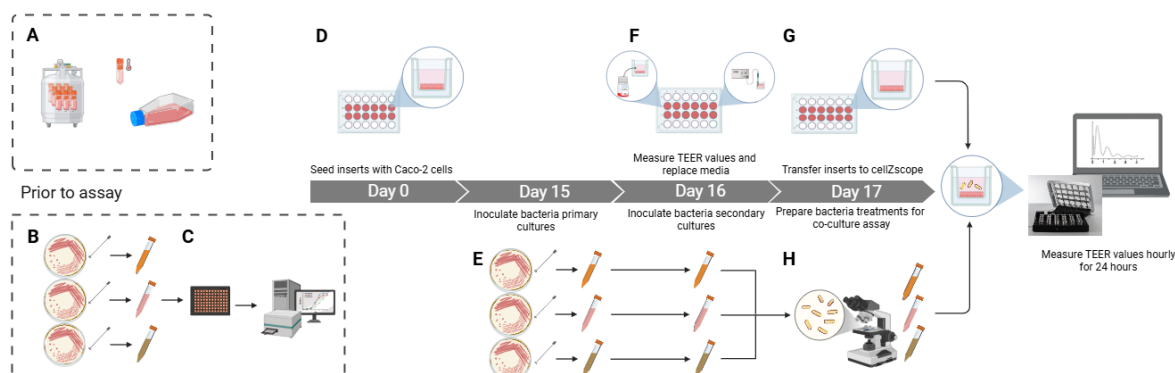 A
D
F
G
Measure TEER values and
replace media
Seed inserts with Caco-2 cells
Transfer inserts to cellZscope
Prior to assay
Day 0
Day 15
Day 16
Day 17
Inoculate bacteria primary
cultures
Inoculate bacteria secondary
cultures
Prepare bacteria treatments for
co-culture assay
B
C
E
H
Measure TEER values hourly
for 24 hours